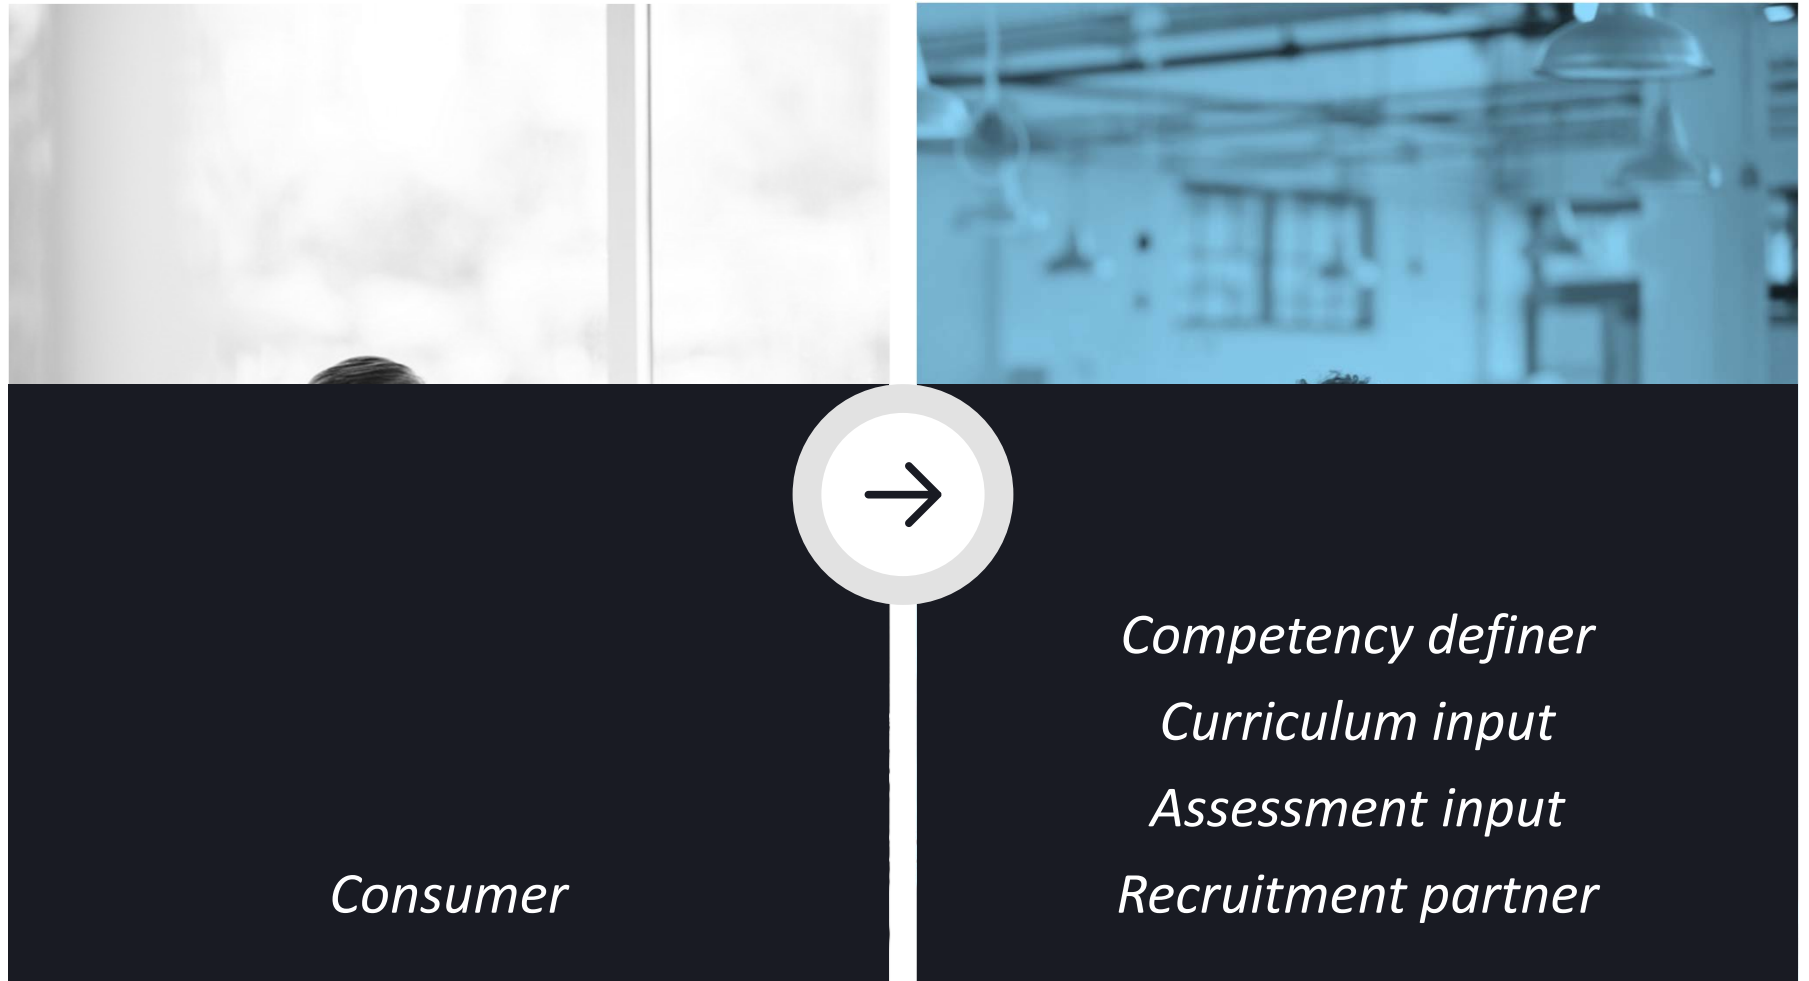 Consumer
Competency definer
Curriculum input
Assessment input
Recruitment partner